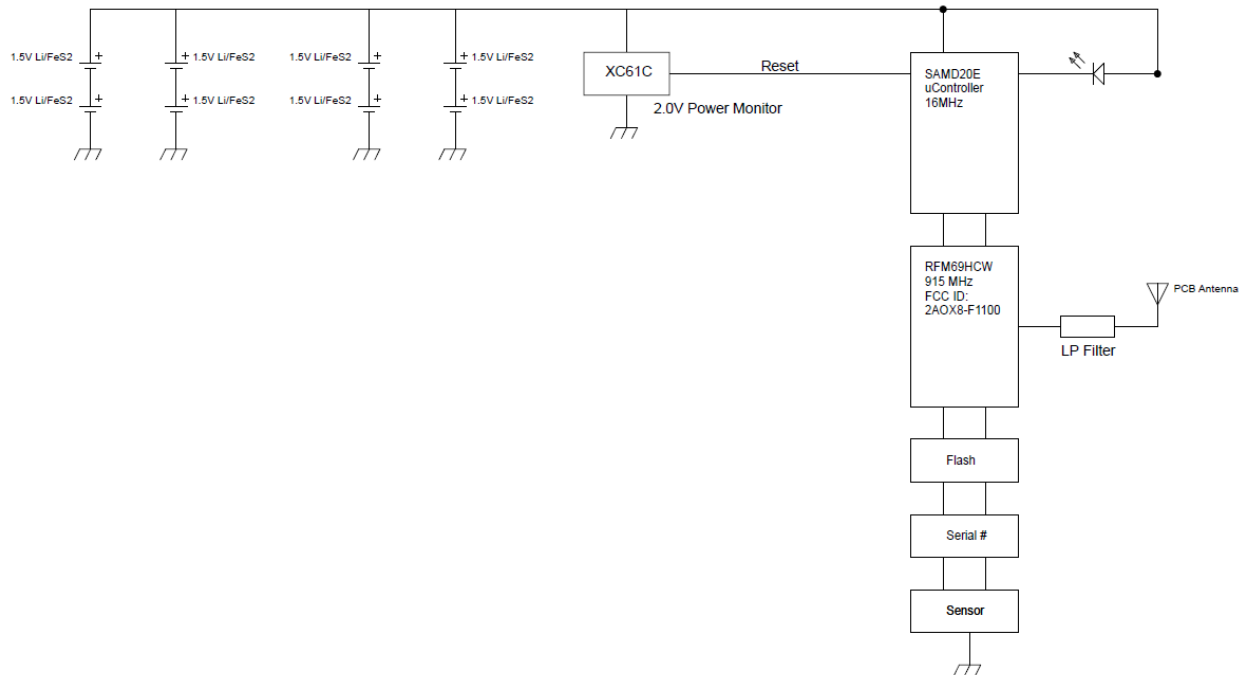 1.5V Li/FeS2
+
+ 1.5V Li/FeS2
1.5V Li/FeS2
+
+ 1.5V Li/FeS2
1.5V Li/FeS2
+
+ 1.5V Li/FeS2
1.5V Li/FeS2
+
+ 1.5V Li/FeS2
XC61C
Reset
2.0V Power Monitor
SAMD20E
uController
16MHz
RFM69HCW
915 MHz
FCC ID:
2AOX8-F1100
PCB Antenna
LP Filter
Flash
Serial #
Sensor